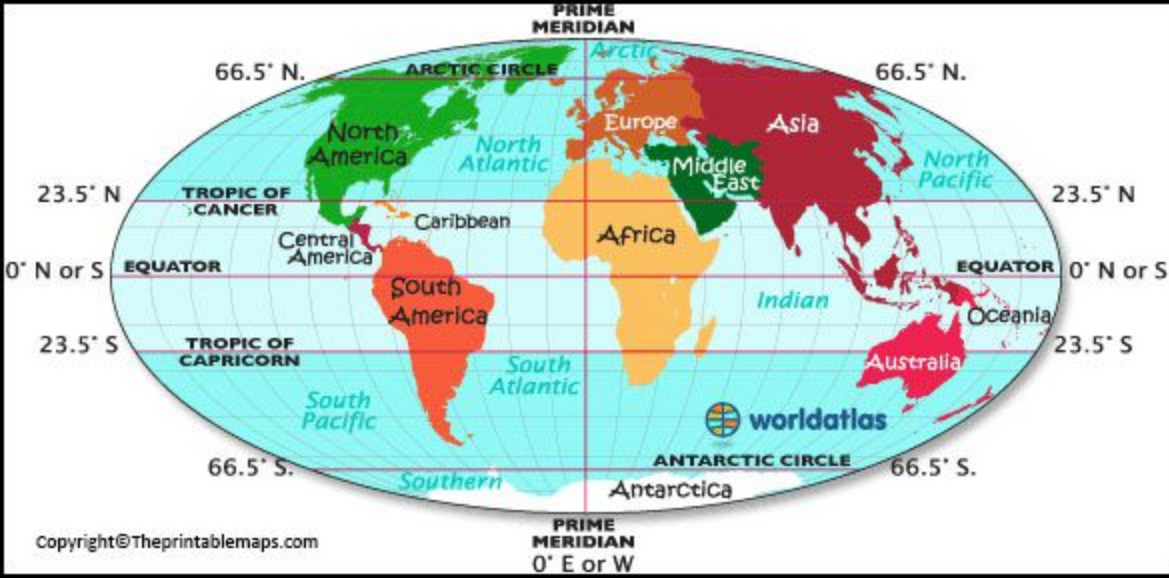 PRIME
MERIDIAN
Arctic
66.5° N.
ARCTIC CIRCLE
66.5° N.
Europe
Asia
North
America
North
Atlantic
Middle
East
North
Pacific
23.5° N
TROPIC OF
CANCER
23.5° N
Caribbean
Africa
Central
America
0° N or S
EQUATOR
EQUATOR
0° N or S
South
America
Indian
Oceania
23.5° S
TROPIC OF
CAPRICORN
23.5° S
Australia
South
Atlantic
South
Pacific
worldatlas
66.5° S.
ANTARCTIC CIRCLE
66.5° S.
Southern
Antarctica
PRIME
MERIDIAN
0° E or W
Copyright©Theprintablemaps.com